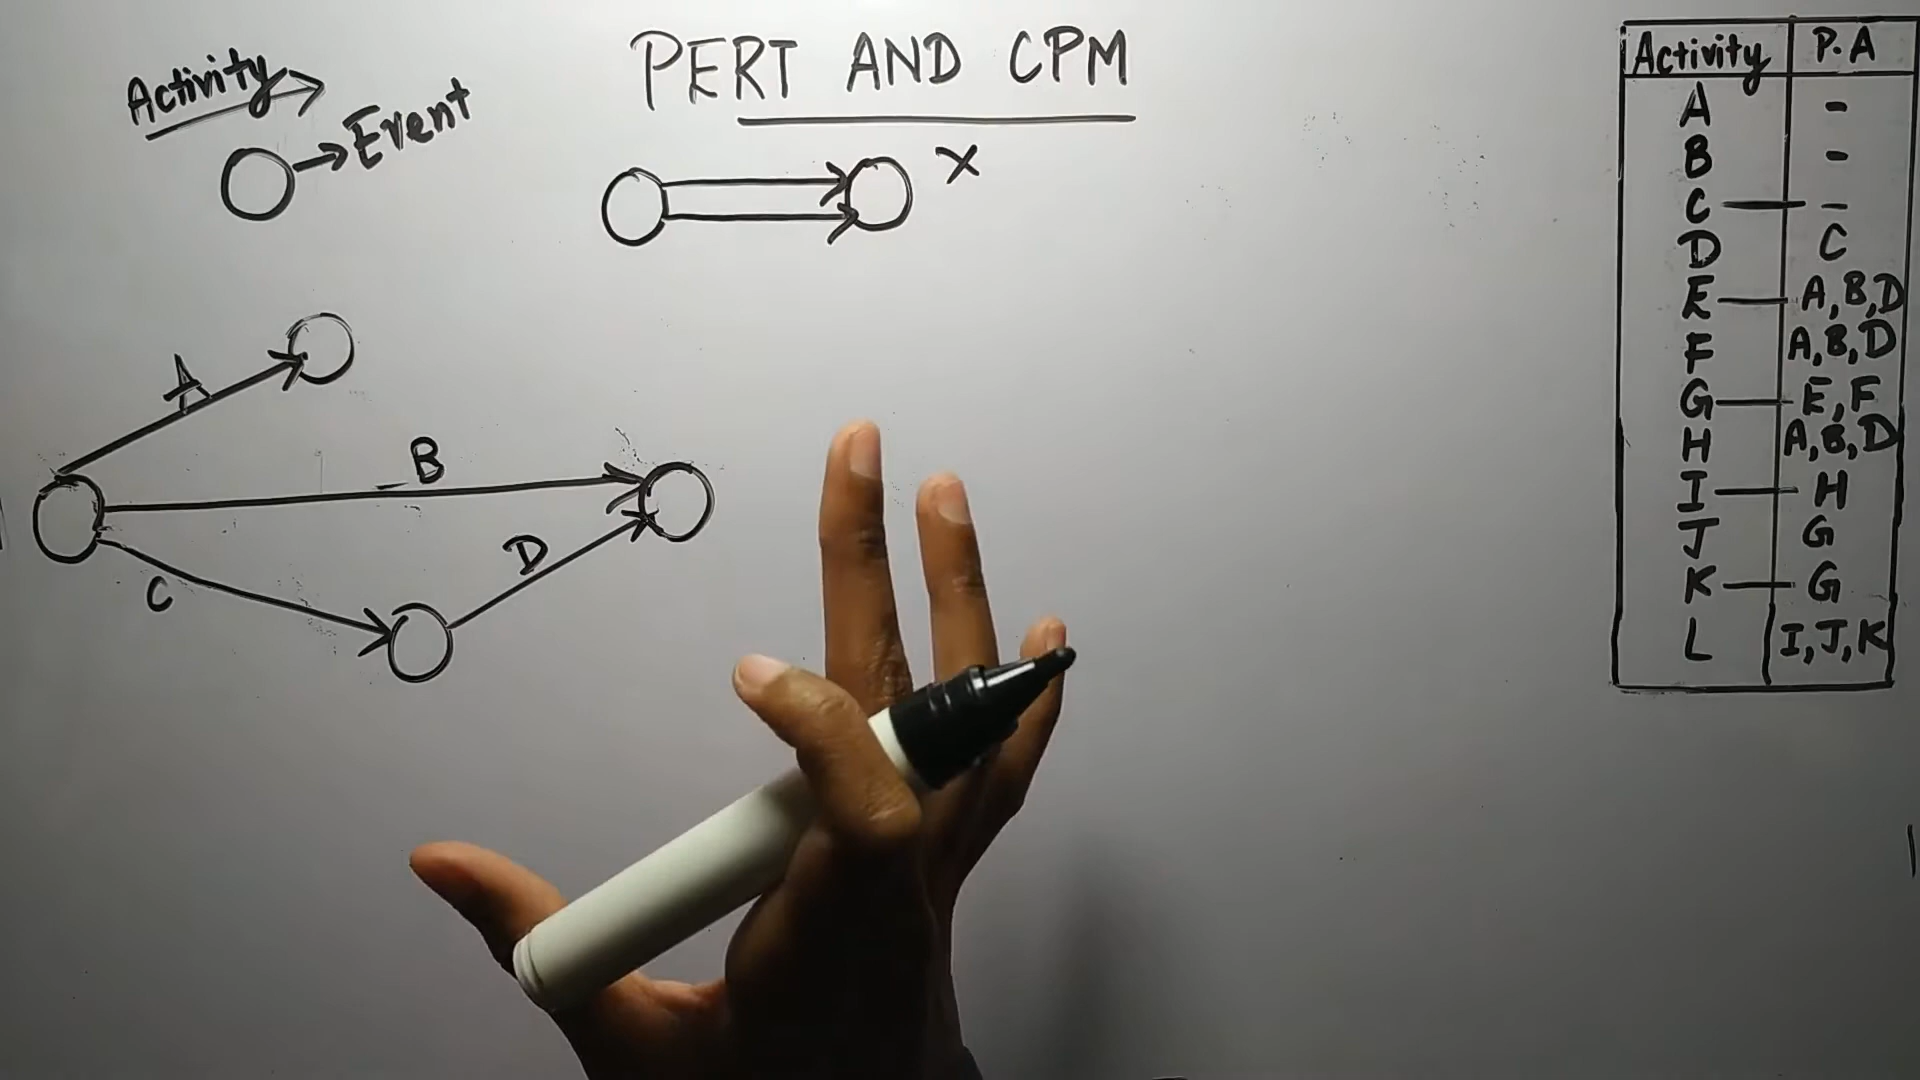 PERT AND CPM
Activity
Event
X
A
B
C
D
Activity P.A
A -
B -
C -
D C
E A, B, D
F A, B, D
G E, F
H A, B, D
I H
J G
K G
L I, J, K